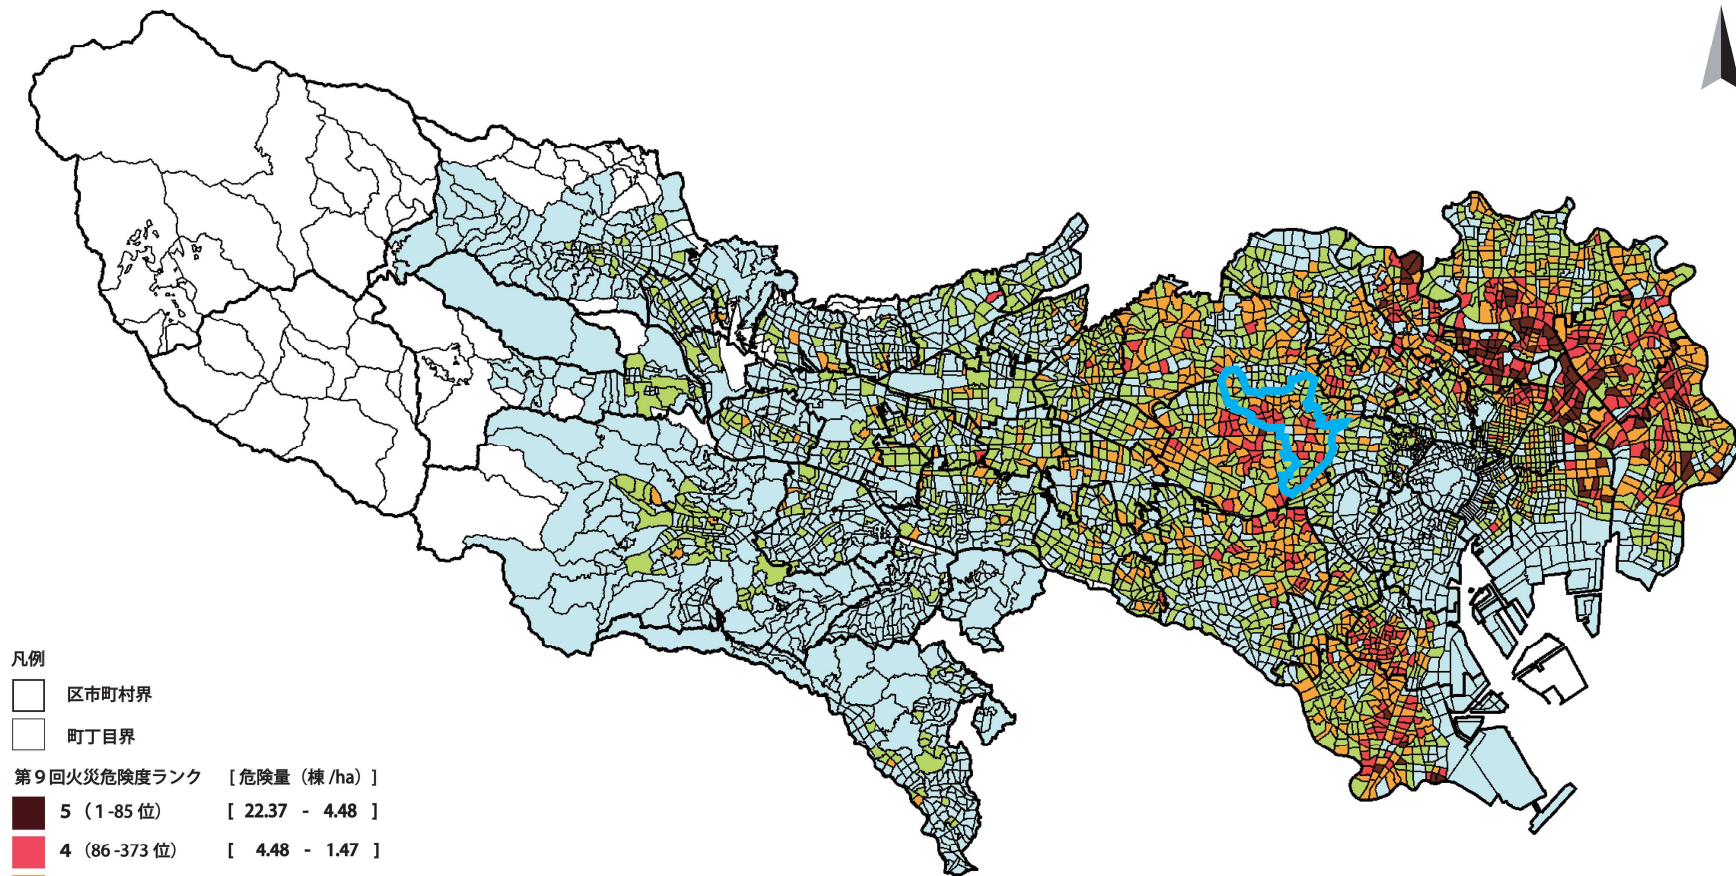 凡例
区市町村界
町丁目界
第9回火災危険度ランク [ 危険量（棟 /ha）]
5 （1 -85 位） [ 22.37 - 4.48 ]
4 （86 -373 位） [ 4.48 - 1.47 ]